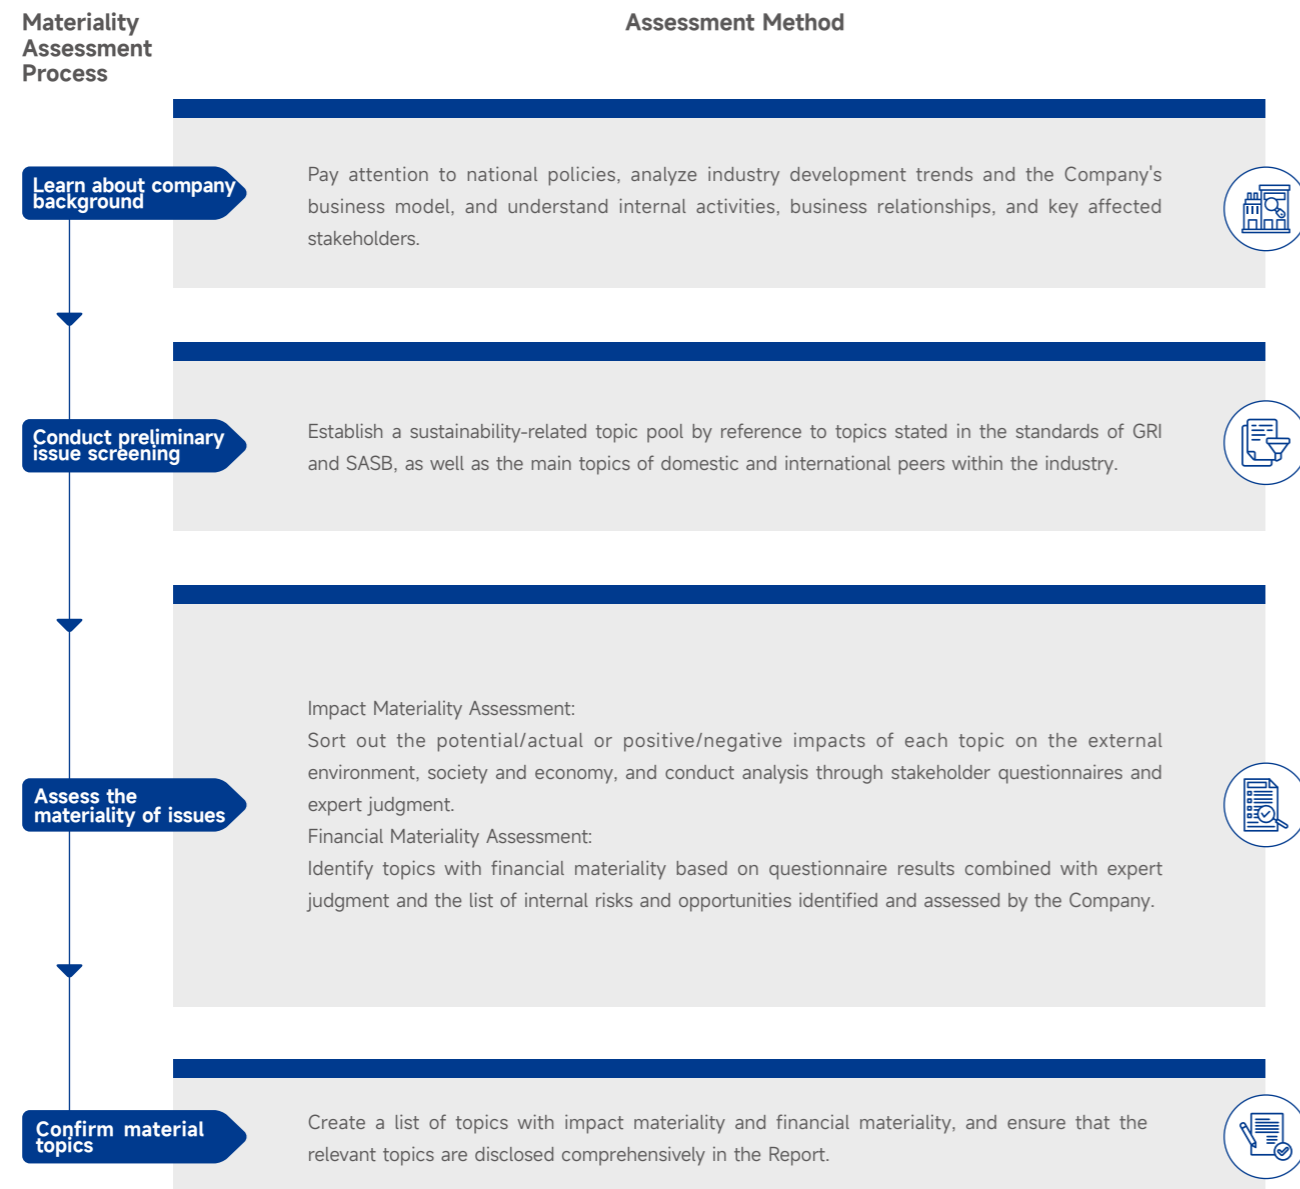 Materiality
Assessment
Process
Assessment Method
Learn about company
background
Pay attention to national policies, analyze industry development trends and the Company's
business model, and understand internal activities, business relationships, and key affected
stakeholders.
Conduct preliminary
issue screening
Establish a sustainability-related topic pool by reference to topics stated in the standards of GRI
and SASB, as well as the main topics of domestic and international peers within the industry.
Assess the
materiality of issues
Impact Materiality Assessment:
Sort out the potential/actual or positive/negative impacts of each topic on the external
environment, society and economy, and conduct analysis through stakeholder questionnaires and
expert judgment.
Financial Materiality Assessment:
Identify topics with financial materiality based on questionnaire results combined with expert
judgment and the list of internal risks and opportunities identified and assessed by the Company.
Confirm material
topics
Create a list of topics with impact materiality and financial materiality, and ensure that the
relevant topics are disclosed comprehensively in the Report.